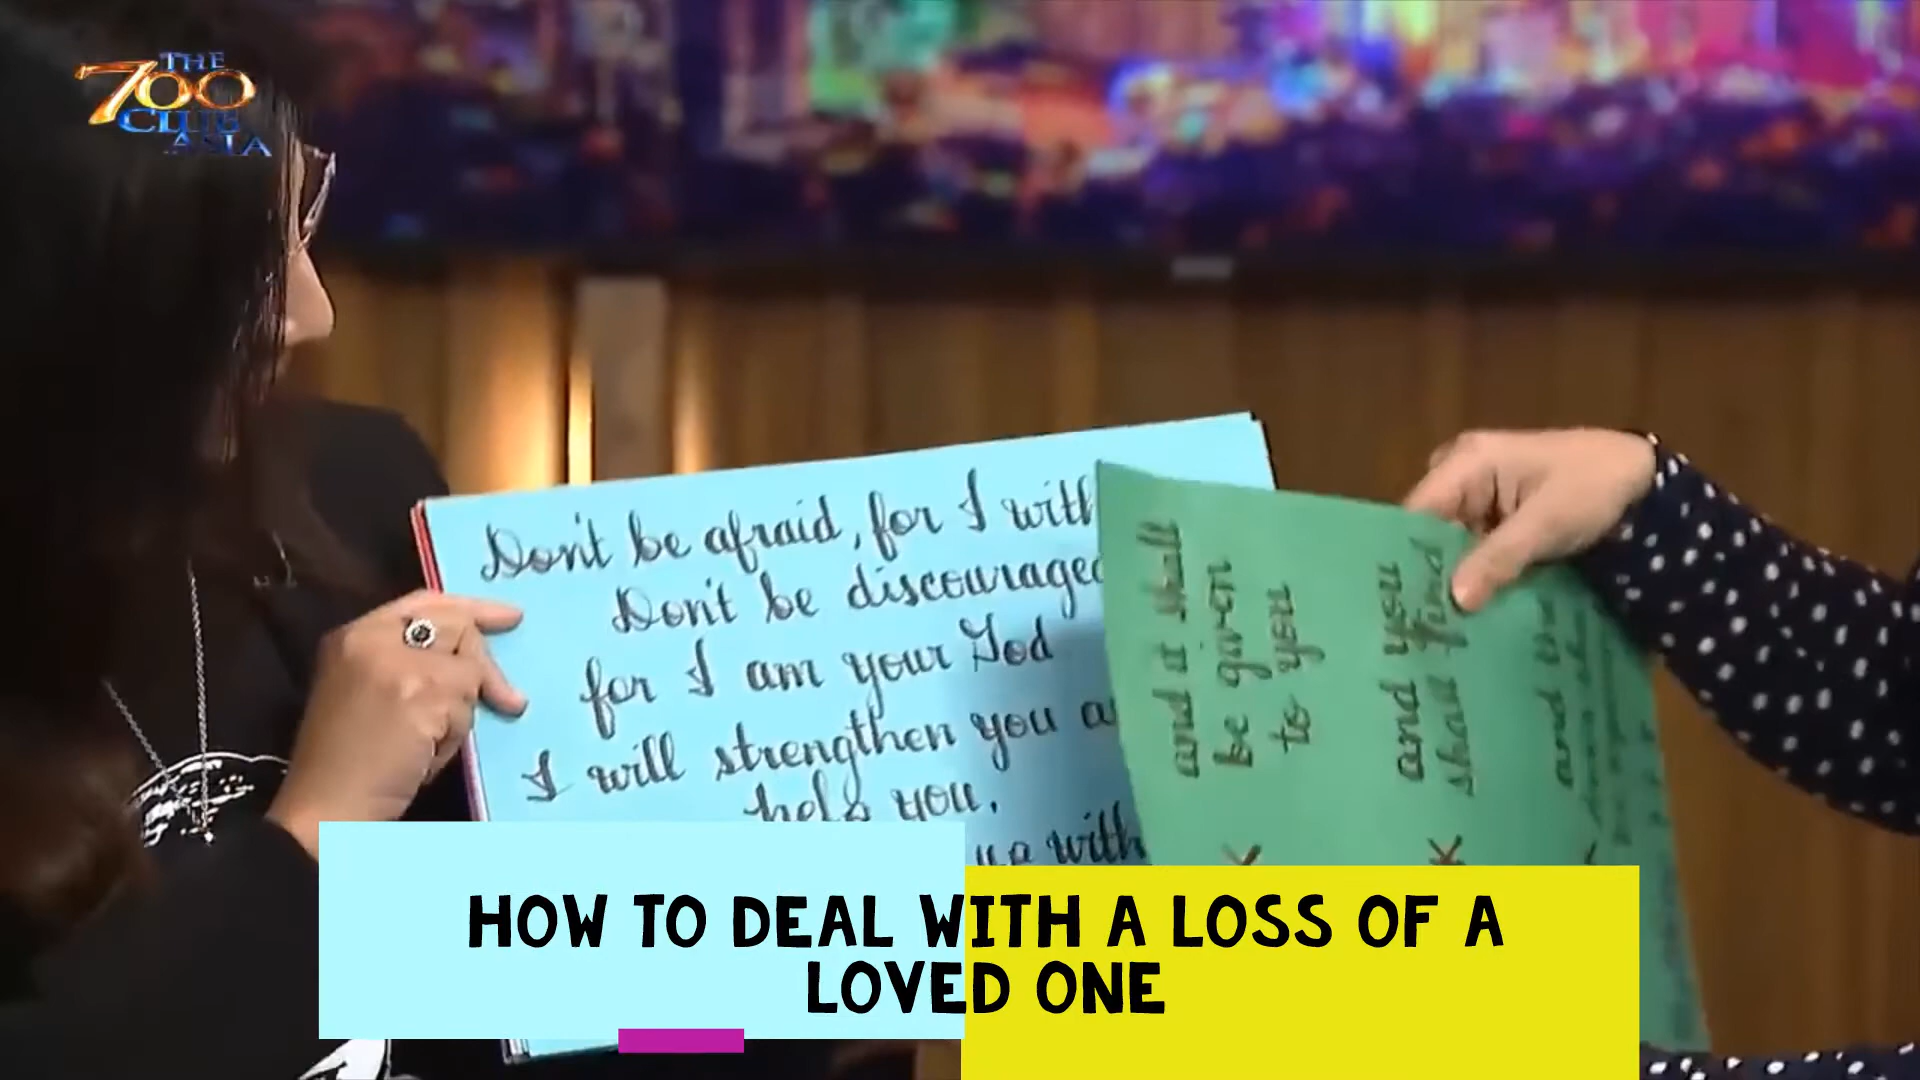 THE
700
CLUB
ASIA
Don't be afraid, for I with
Don't be discouraged
for I am your God
I will strengthen you
help you.
with
and it shall
be given
to you
and you
shall find
and the
HOW TO DEAL WITH A LOSS OF A
LOVED ONE